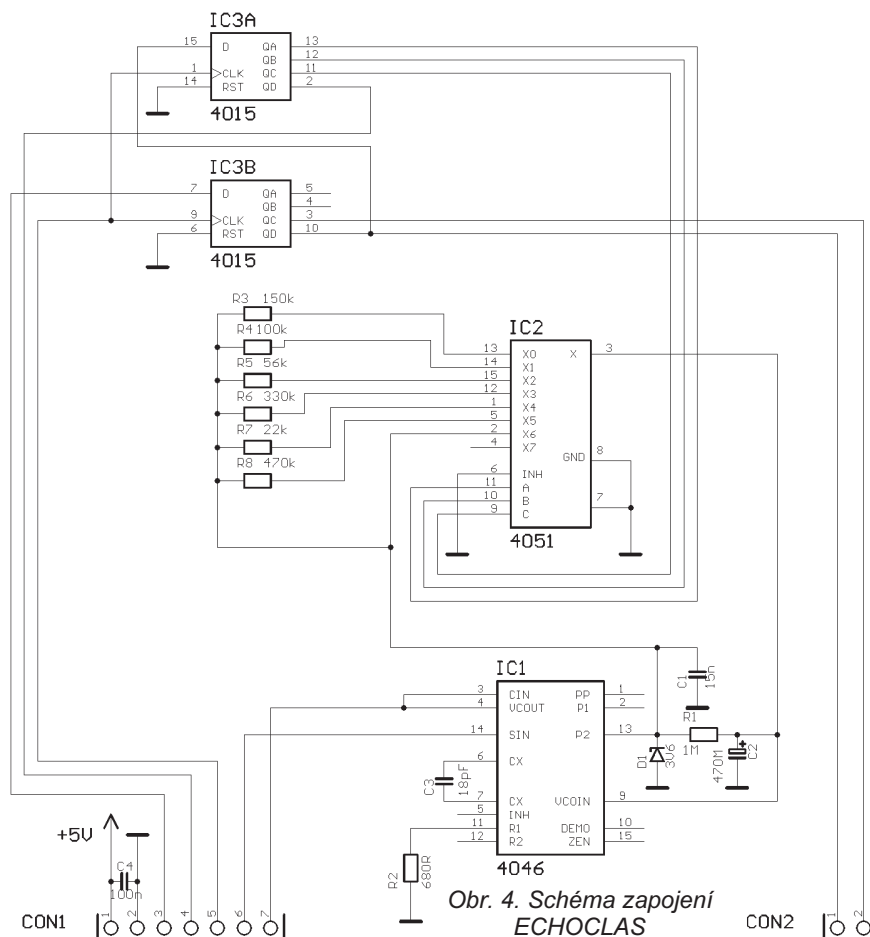 IC3A
15 D QA 13
QB 12
1 CLK QC 11
14 RST QD 2
4015
IC3B
7 D QA 5
QB 4
9 CLK QC 3
6 RST QD 10
4015
R3 150k
R4 100k
R5 56k
R6 330k
R7 22k
R8 470k
IC2
13 X0 X 3
14 X1
15 X2
12 X3
1 X4
5 X5
2 X6
4 X7
GND 8
6 INH
11 A
10 B 7
9 C
4051
IC1
3 CIN PP 1
4 VCOUT P1 2
14 SIN P2 13
6 CX
7 CX VCOIN 9
5 INH
11 R1 DEMO 10
12 R2 ZEN 15
4046
C1
15n
R1
1M
D1
3V6
+
470M
C2
C3
18pF
R2
680R
+5V
C4
100n
CON1
1 2 3 4 5 6 7
CON2
1 2
Obr. 4. Schéma zapojení
ECHOCLAS